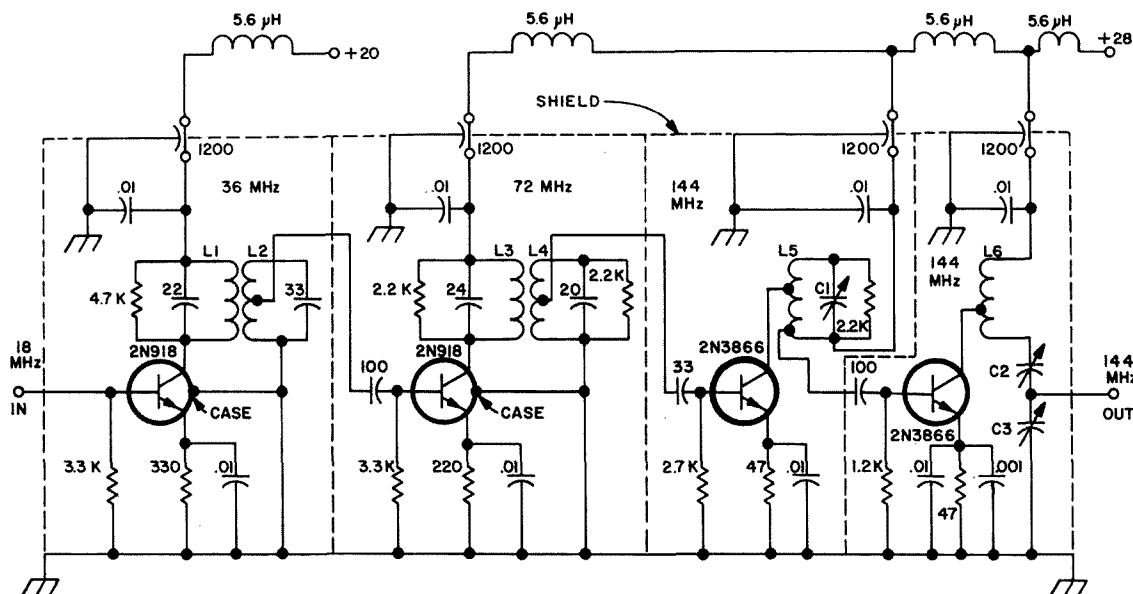 5.6 µH
+20
5.6 µH
5.6 µH
5.6 µH
+28
SHIELD
1200
1200
1200
1200
.01
36 MHz
.01
72 MHz
144 MHz
.01
.01
144 MHz
L1
L2
L3
L4
L5
L6
4.7 K
22
33
2.2 K
24
20
2.2K
C1
2.2K
18 MHz
IN
2N918
CASE
100
2N918
CASE
33
2N3866
100
2N3866
C2
C3
144 MHz
OUT
3.3 K
330
.01
3.3K
220
.01
2.7K
47
.01
1.2K
.01
47
.001